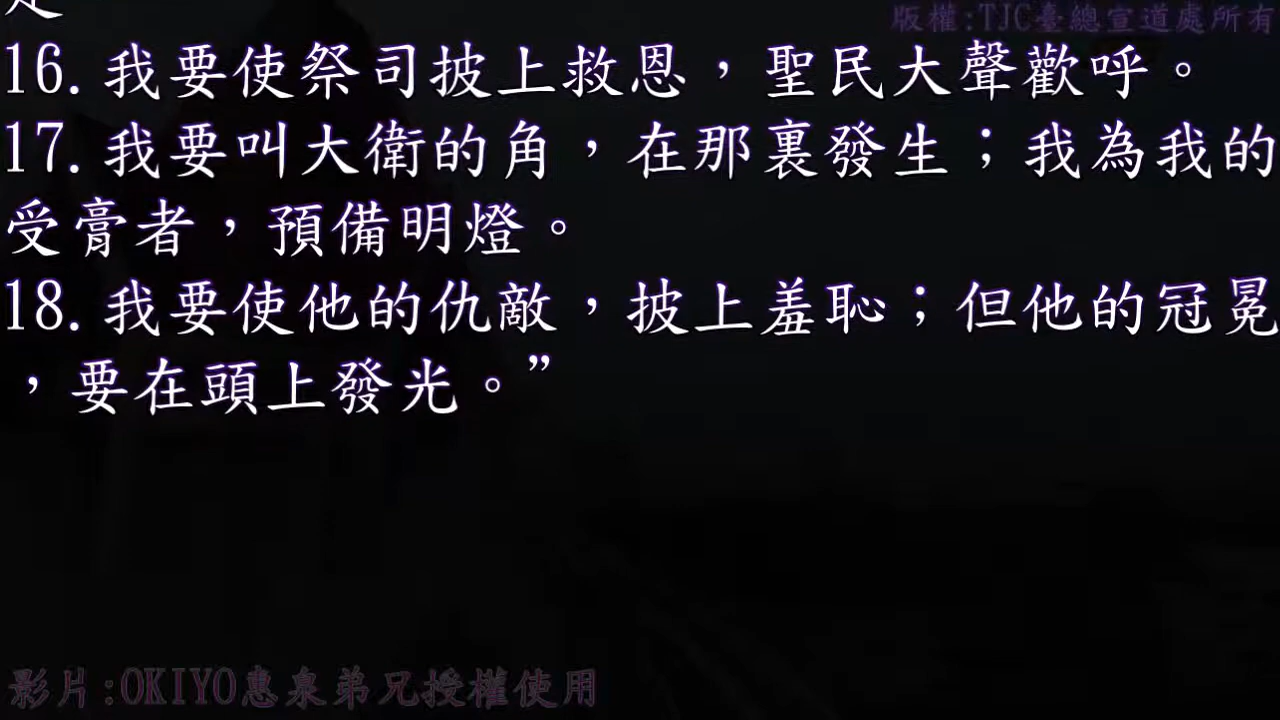 版權:TJC臺總宣道處所有
16.我要使祭司披上救恩，聖民大聲歡呼。
17.我要叫大衛的角，在那裏發生；我為我的
受膏者，預備明燈。
18.我要使他的仇敵，披上羞恥；但他的冠冕
，要在頭上發光。”
影片:OKIYO惠泉弟兄授權使用